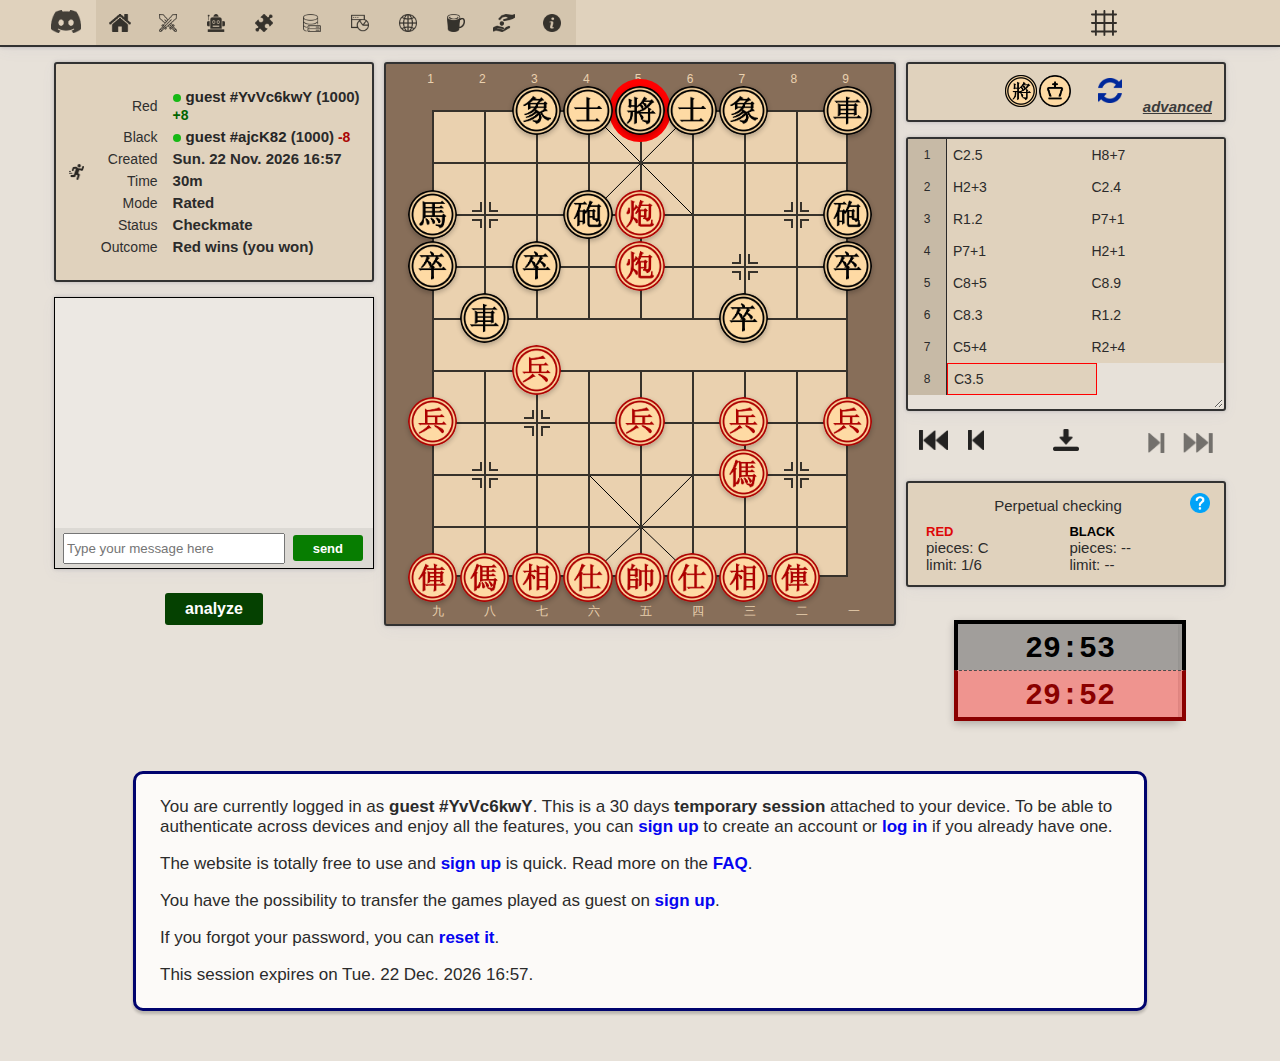 Red guest #YvVc6kwY (1000) +8
Black guest #ajcK82 (1000) -8
Created Sun. 22 Nov. 2026 16:57
Time 30m
Mode Rated
Status Checkmate
Outcome Red wins (you won)
Type your message here send
analyze
1 2 3 4 5 6 7 8 9
象 士 將 士 象 車
馬 砲 炮 砲
卒 卒 炮 卒
車 卒
兵
兵 兵 兵 兵
傌
俥 傌 相 仕 帥 仕 相 俥
九 八 七 六 五 四 三 二 一
將 advanced
1 C2.5 H8+7
2 H2+3 C2.4
3 R1.2 P7+1
4 P7+1 H2+1
5 C8+5 C8.9
6 C8.3 R1.2
7 C5+4 R2+4
8 C3.5
Perpetual checking ?
RED BLACK
pieces: C pieces: --
limit: 1/6 limit: --
29:53
29:52
You are currently logged in as guest #YvVc6kwY. This is a 30 days temporary session attached to your device. To be able to
authenticate across devices and enjoy all the features, you can sign up to create an account or log in if you already have one.
The website is totally free to use and sign up is quick. Read more on the FAQ.
You have the possibility to transfer the games played as guest on sign up.
If you forgot your password, you can reset it.
This session expires on Tue. 22 Dec. 2026 16:57.